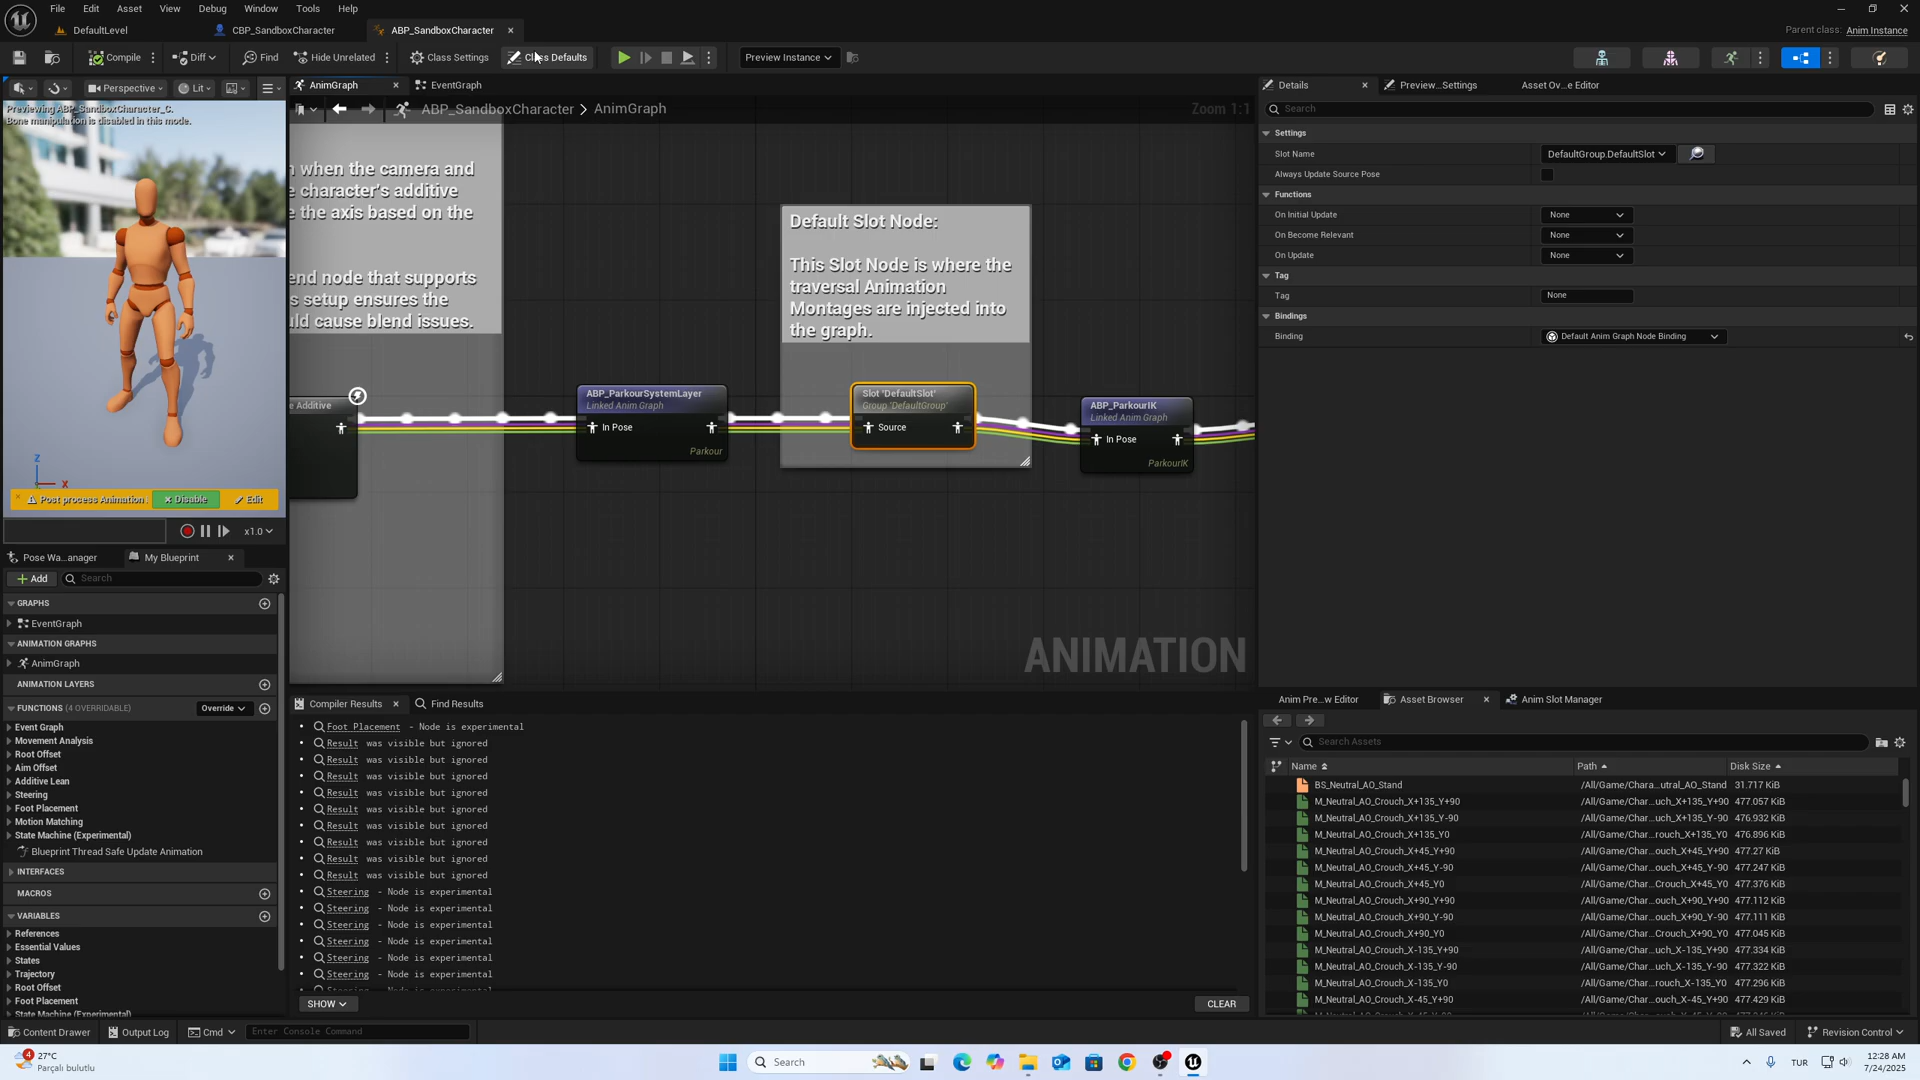 File Edit Asset View Debug Window Tools Help
DefaultLevel
CBP_SandboxCharacter
ABP_SandboxCharacter
Parent class: Anim Instance
Compile
Diff
Find
Hide Unrelated
Class Settings
Class Defaults
Preview Instance
Perspective
Lit
Previewing ABP_SandboxCharacter_C.
Bone manipulation is disabled in this mode.
Z
X
Post process Animation
Disable
Edit
x1.0
AnimGraph
EventGraph
ABP_SandboxCharacter > AnimGraph
Zoom 1:1
when the camera and
character's additive
the axis based on the
end node that supports
setup ensures the
uld cause blend issues.
e Additive
ABP_ParkourSystemLayer
Linked Anim Graph
In Pose
Parkour
Default Slot Node:
This Slot Node is where the
traversal Animation
Montages are injected into
the graph.
Slot 'DefaultSlot'
Group 'DefaultGroup'
Source
ABP_ParkourIK
Linked Anim Graph
In Pose
ParkourIK
ANIMATION
Pose Wa...anager
My Blueprint
Add
Search
GRAPHS
EventGraph
ANIMATION GRAPHS
AnimGraph
ANIMATION LAYERS
FUNCTIONS (4 OVERRIDABLE)
Override
Event Graph
Movement Analysis
Root Offset
Aim Offset
Additive Lean
Steering
Foot Placement
Motion Matching
State Machine (Experimental)
Blueprint Thread Safe Update Animation
INTERFACES
MACROS
VARIABLES
References
Essential Values
States
Trajectory
Root Offset
Foot Placement
State Machine (Experimental)
Compiler Results
Find Results
Foot Placement - Node is experimental
Result was visible but ignored
Result was visible but ignored
Result was visible but ignored
Result was visible but ignored
Result was visible but ignored
Result was visible but ignored
Result was visible but ignored
Result was visible but ignored
Result was visible but ignored
Steering - Node is experimental
Steering - Node is experimental
Steering - Node is experimental
Steering - Node is experimental
Steering - Node is experimental
Steering - Node is experimental
SHOW
CLEAR
Details
Preview...Settings
Asset Ov...e Editor
Search
Settings
Slot Name
DefaultGroup.DefaultSlot
Always Update Source Pose
Functions
On Initial Update
None
On Become Relevant
None
On Update
None
Tag
Tag
None
Bindings
Binding
Default Anim Graph Node Binding
Anim Pre...w Editor
Asset Browser
Anim Slot Manager
Search Assets
Name
Path
Disk Size
BS_Neutral_AO_Stand /All/Game/Chara...utral_AO_Stand 31.717 KiB
M_Neutral_AO_Crouch_X+135_Y+90 /All/Game/Char...uch_X+135_Y+90 477.057 KiB
M_Neutral_AO_Crouch_X+135_Y-90 /All/Game/Char...uch_X+135_Y-90 476.932 KiB
M_Neutral_AO_Crouch_X+135_Y0 /All/Game/Char...rouch_X+135_Y0 476.896 KiB
M_Neutral_AO_Crouch_X+45_Y+90 /All/Game/Char...ouch_X+45_Y+90 477.27 KiB
M_Neutral_AO_Crouch_X+45_Y-90 /All/Game/Char...ouch_X+45_Y-90 477.247 KiB
M_Neutral_AO_Crouch_X+45_Y0 /All/Game/Char...Crouch_X+45_Y0 477.376 KiB
M_Neutral_AO_Crouch_X+90_Y+90 /All/Game/Char...ouch_X+90_Y+90 477.112 KiB
M_Neutral_AO_Crouch_X+90_Y-90 /All/Game/Char...ouch_X+90_Y-90 477.111 KiB
M_Neutral_AO_Crouch_X+90_Y0 /All/Game/Char...Crouch_X+90_Y0 477.045 KiB
M_Neutral_AO_Crouch_X-135_Y+90 /All/Game/Char...uch_X-135_Y+90 477.334 KiB
M_Neutral_AO_Crouch_X-135_Y-90 /All/Game/Char...uch_X-135_Y-90 477.322 KiB
M_Neutral_AO_Crouch_X-135_Y0 /All/Game/Char...rouch_X-135_Y0 477.296 KiB
M_Neutral_AO_Crouch_X-45_Y+90 /All/Game/Char...ouch_X-45_Y+90 477.429 KiB
Content Drawer
Output Log
Cmd
Enter Console Command
All Saved
Revision Control
4
27°C
Parçalı bulutlu
Search
TUR
12:28 AM
7/24/2025